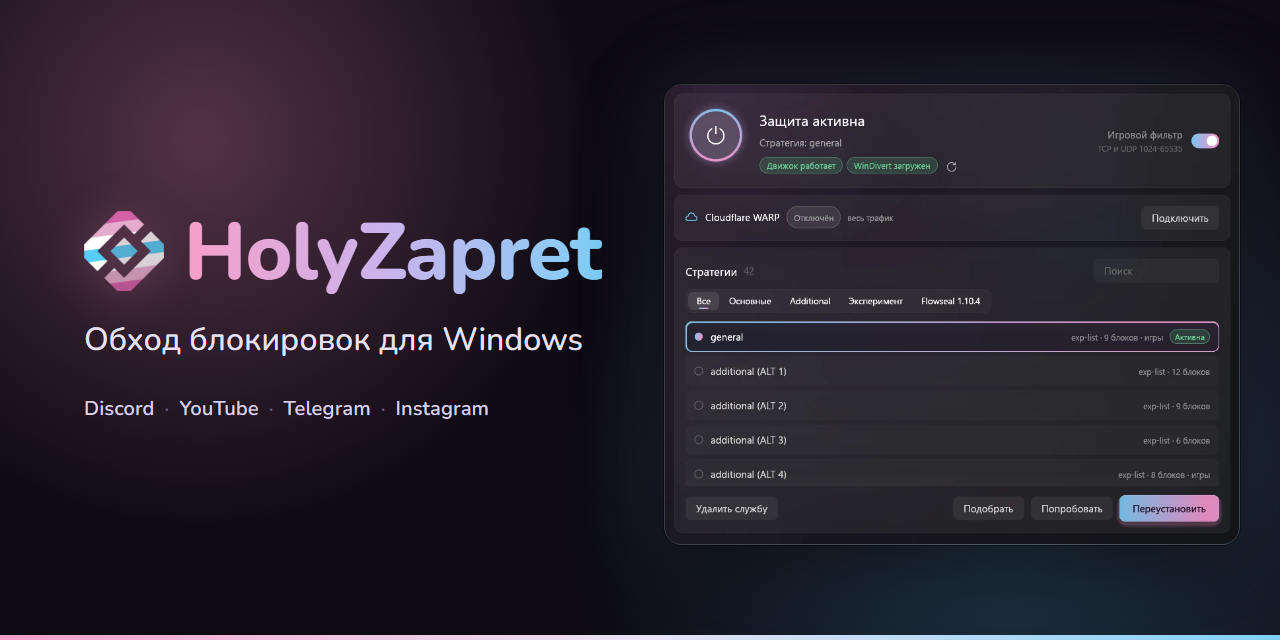 HolyZapret
Обход блокировок для Windows
Discord · YouTube · Telegram · Instagram
Защита активна
Стратегия: general
Движок работает WinDivert загружен
Игровой фильтр
TCP и UDP 1024-65535
Cloudflare WARP Отключён весь трафик Подключить
Стратегии 42 Поиск
Все Основные Additional Эксперимент Flowseal 1.10.4
general exp-list · 9 блоков · игры Активна
additional (ALT 1) exp-list · 12 блоков
additional (ALT 2) exp-list · 9 блоков
additional (ALT 3) exp-list · 6 блоков
additional (ALT 4) exp-list · 8 блоков · игры
Удалить службу Подобрать Попробовать Переустановить